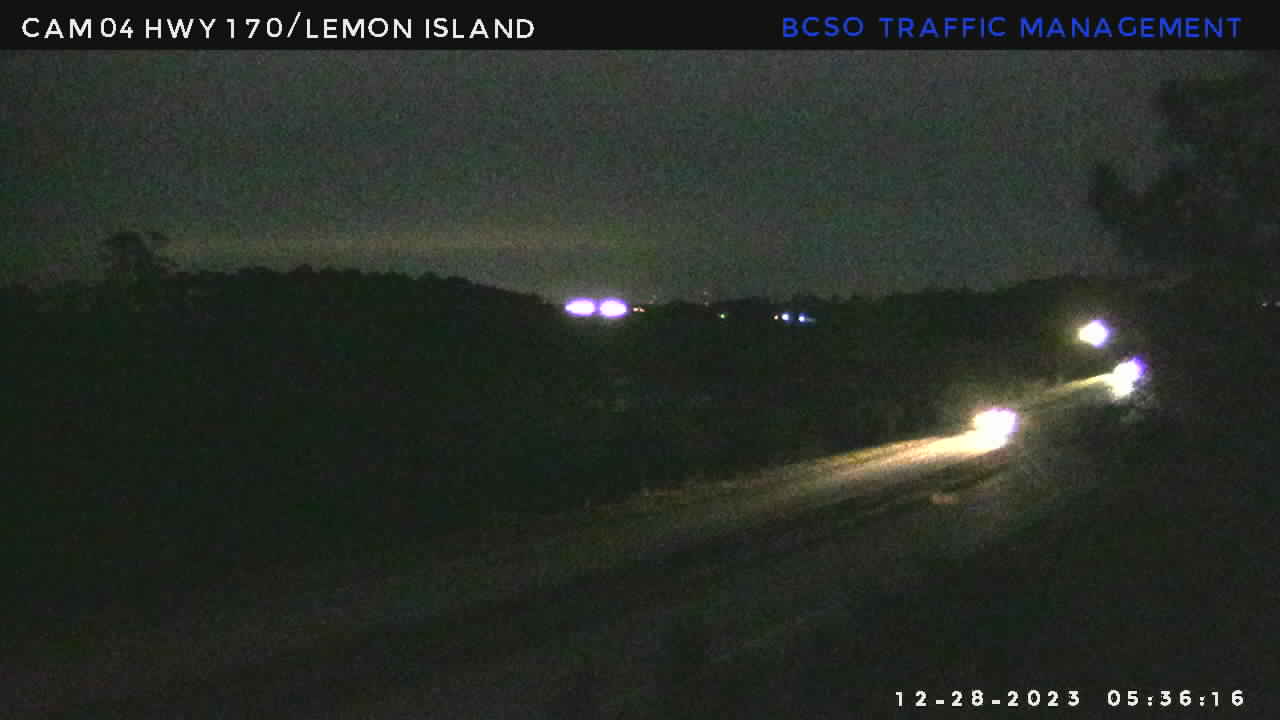 CAM04 HWY 170/LEMON ISLAND
BCSO TRAFFIC MANAGEMENT
12-28-2023 05:36:16